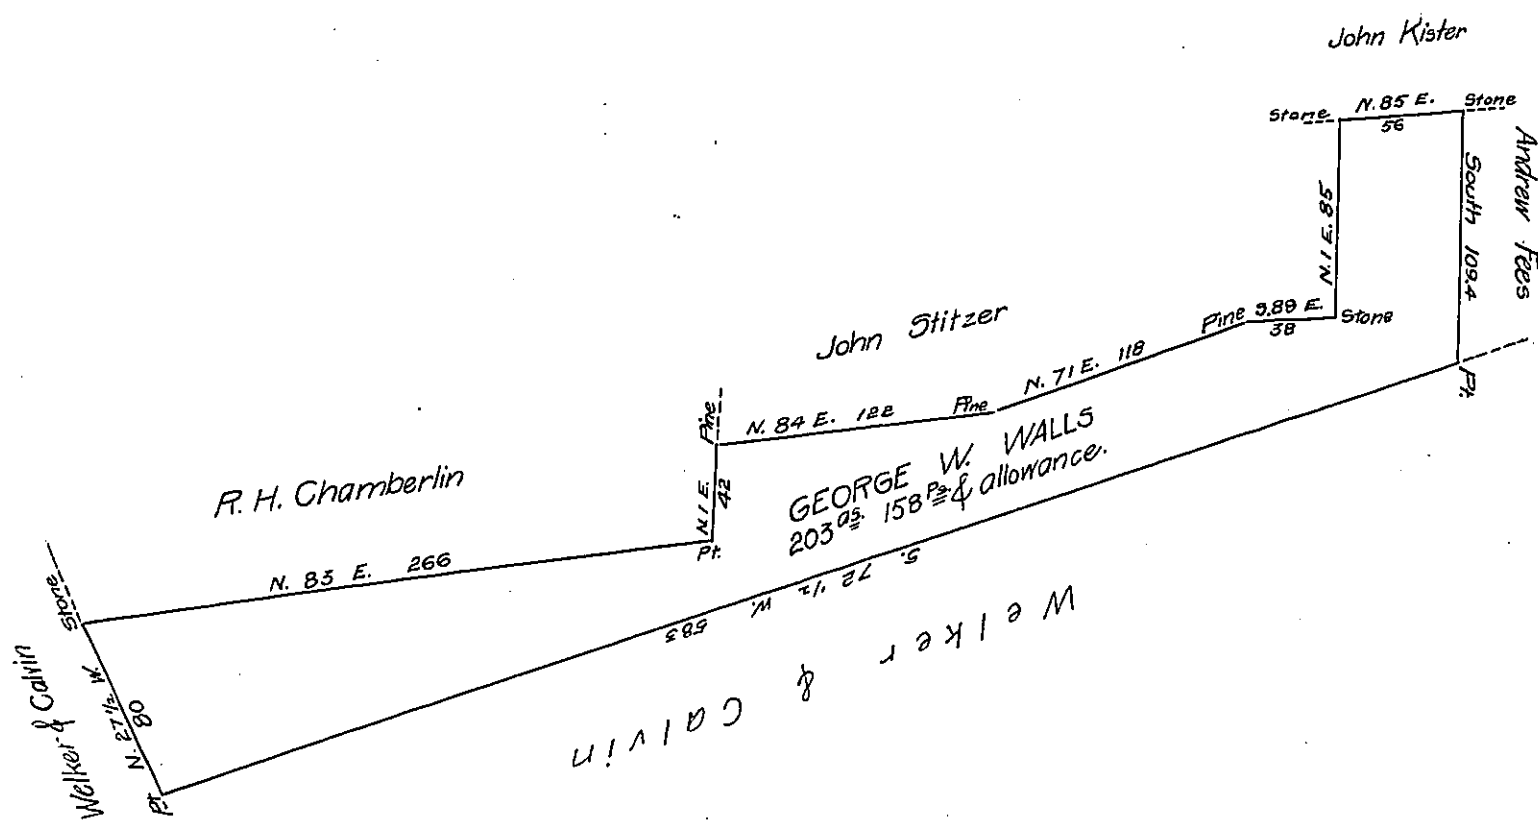 John Kister
Stone
N. 85 E.
56
Stone
Andrew Fees
South 109.4
N. 1 E. 85
John Stitzer
Pine
S. 89 E.
38
Stone
N. 71 E. 118
Pt.
Pine
N. 84 E. 122
Pine
GEORGE W. WALLS
203 as. 158 Ps. & allowance.
R. H. Chamberlin
N. 1 E.
42
Pt.
N. 83 E. 266
Stone
S. 72 1/2 W.
583
Welker & Calvin
Welker & Calvin
N. 27 1/2 W.
80
Pt.